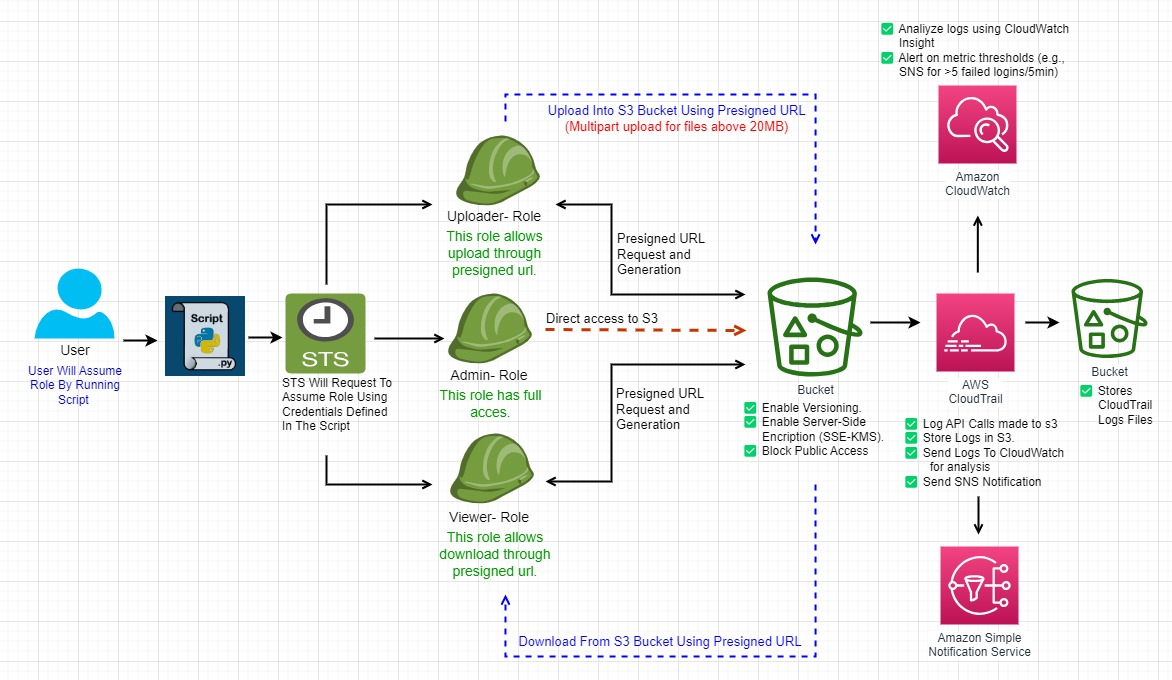 Analyize logs using CloudWatch
Insight
Alert on metric thresholds (e.g.,
SNS for >5 failed logins/5min)
Amazon
CloudWatch
Upload Into S3 Bucket Using Presigned URL
(Multipart upload for files above 20MB)
Uploader- Role
This role allows
upload through
presigned url.
Presigned URL
Request and
Generation
User
User Will Assume
Role By Running
Script
Script
.py
STS
STS Will Request To
Assume Role Using
Credentials Defined
In The Script
Direct access to S3
Admin- Role
This role has full
acces.
Presigned URL
Request and
Generation
Viewer- Role
This role allows
download through
presigned url.
Download From S3 Bucket Using Presigned URL
Bucket
Enable Versioning.
Enable Server-Side
Encription (SSE-KMS).
Block Public Access
AWS
CloudTrail
Log API Calls made to s3
Store Logs in S3.
Send Logs To CloudWatch
for analysis
Send SNS Notification
Bucket
Stores
CloudTrail
Logs Files
Amazon Simple
Notification Service